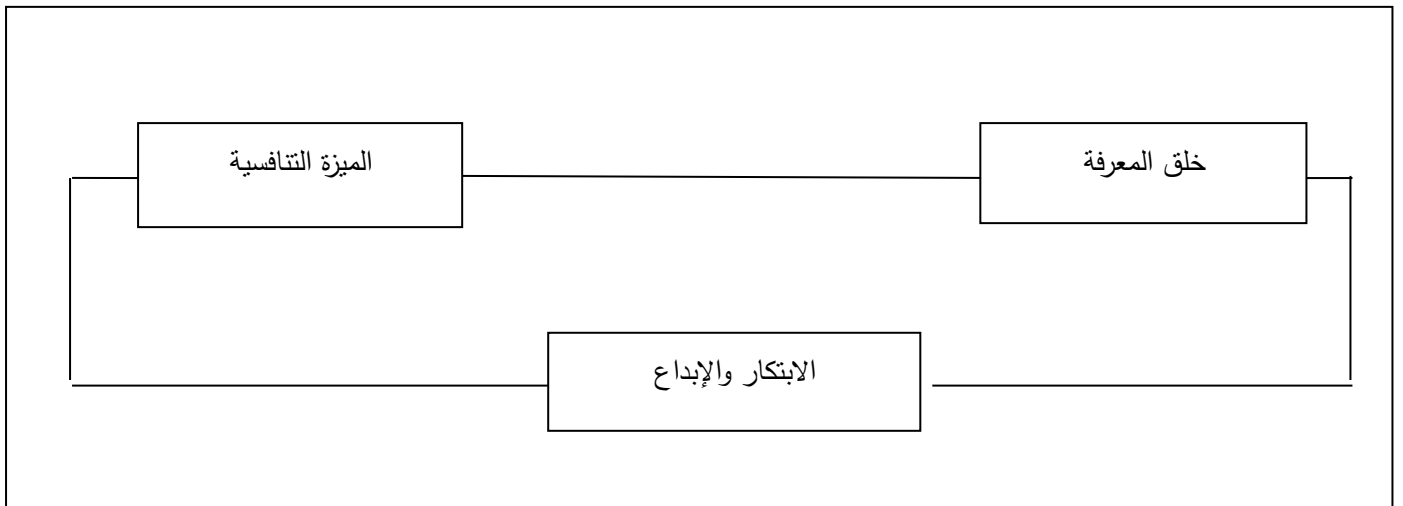 خلق المعرفة
الميزة التنافسية
الابتكار والإبداع